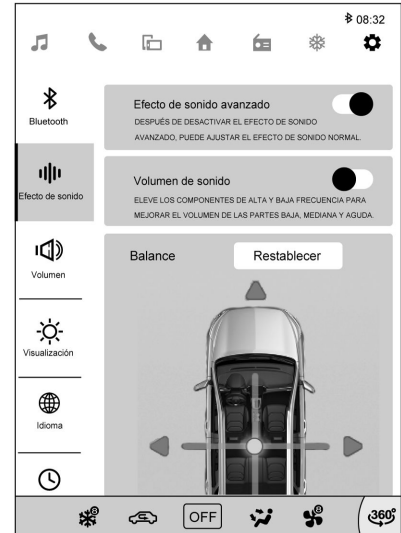 08:32
Bluetooth
Efecto de sonido
Volumen
Visualización
Idioma
Efecto de sonido avanzado
DESPUÉS DE DESACTIVAR EL EFECTO DE SONIDO
AVANZADO, PUEDE AJUSTAR EL EFECTO DE SONIDO NORMAL.
Volumen de sonido
ELEVE LOS COMPONENTES DE ALTA Y BAJA FRECUENCIA PARA
MEJORAR EL VOLUMEN DE LAS PARTES BAJA, MEDIANA Y AGUDA.
Balance
Restablecer
OFF
360°